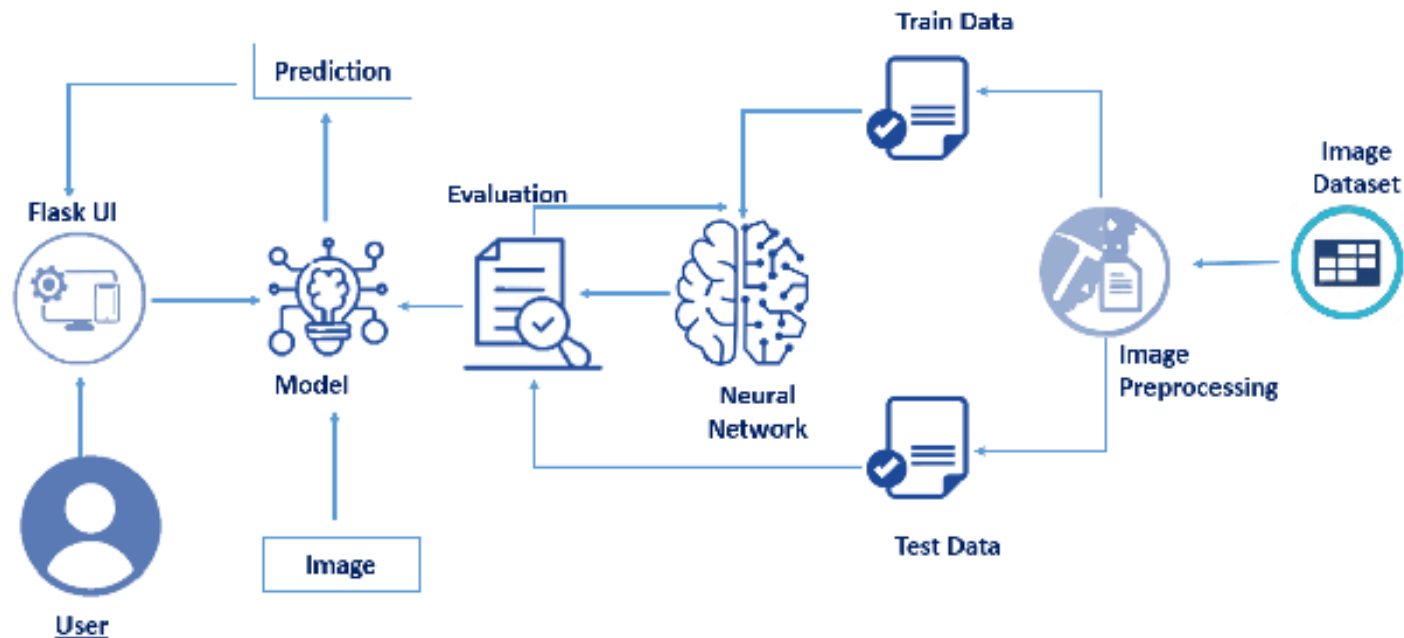 Train Data
Prediction
Image
Dataset
Evaluation
Flask UI
Image
Preprocessing
Model
Neural
Network
Test Data
Image
User